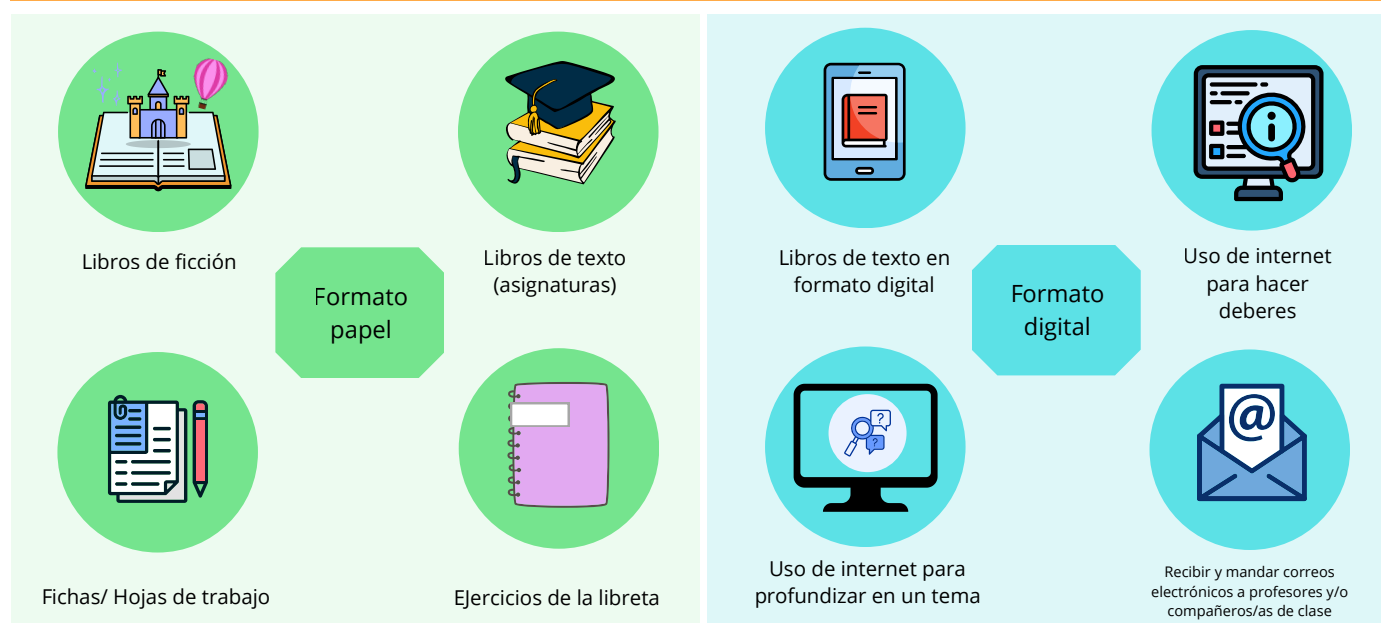 Libros de ficción
Libros de texto
(asignaturas)
Formato
papel
Fichas/ Hojas de trabajo
EJercicios de la libreta
Libros de texto en
formato digital
Uso de internet
para hacer
deberes
Formato
digital
Uso de internet para
profundizar en un tema
@
Recibir y mandar correos
electrónicos a profesores y/o
compañeros/as de clase